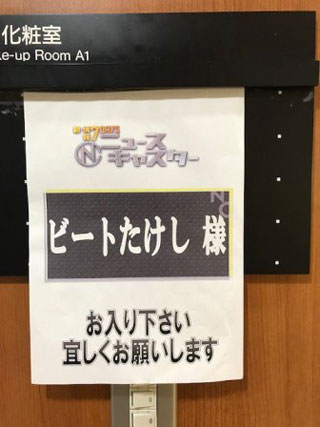 化粧室
ke-up Room A1
ニュース
キャスター
ビートたけし 様
お入り下さい
宜しくお願いします